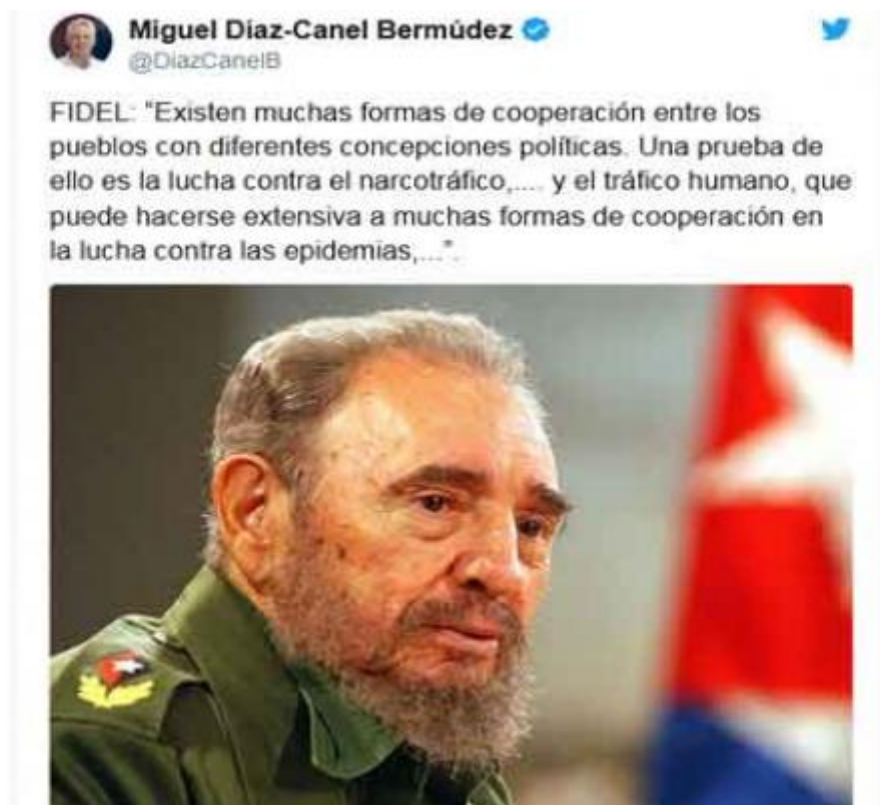 Miguel Díaz-Canel Bermúdez
@DiazCanelB
FIDEL: "Existen muchas formas de cooperación entre los
pueblos con diferentes concepciones políticas. Una prueba de
ello es la lucha contra el narcotráfico,.... y el tráfico humano, que
puede hacerse extensiva a muchas formas de cooperación en
la lucha contra las epidemias,...".